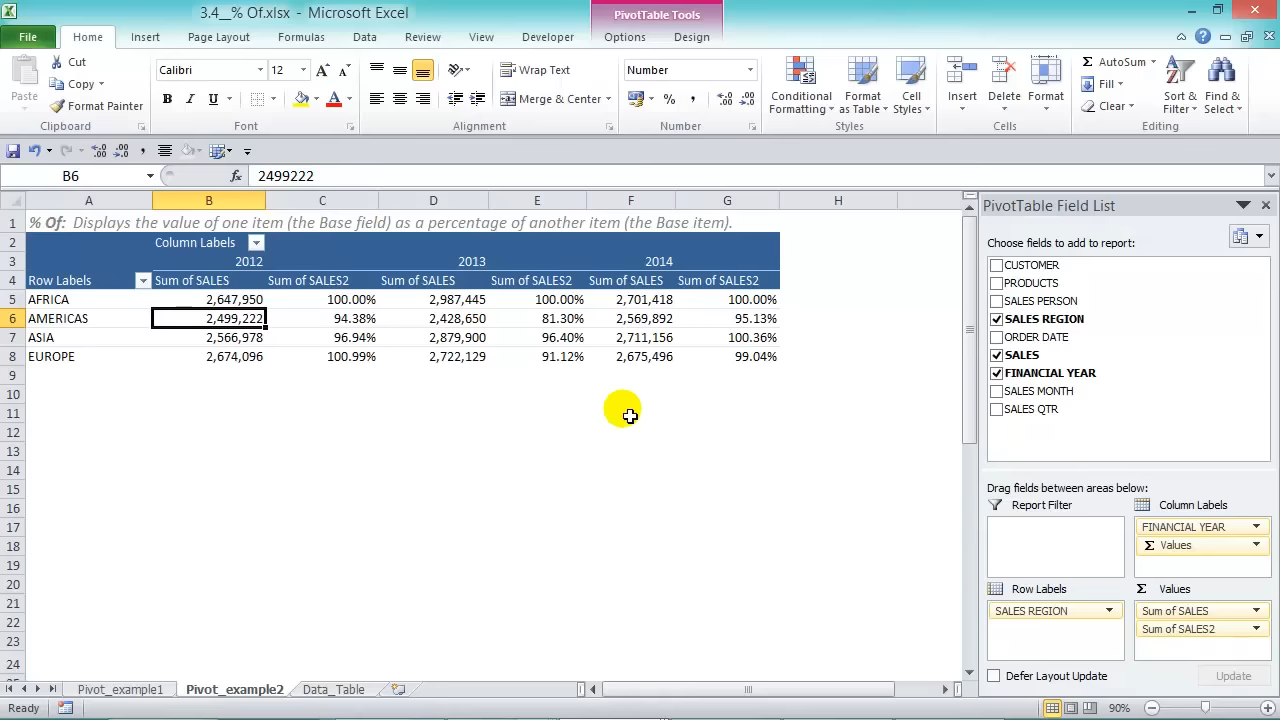 3.4__% Of.xlsx - Microsoft Excel
PivotTable Tools
File Home Insert Page Layout Formulas Data Review View Developer Options Design
Paste
Cut
Copy
Format Painter
Clipboard
Calibri 12
B I U A
Font
Wrap Text
Merge & Center
Alignment
Number
% ,
Number
Conditional Formatting
Format as Table
Cell Styles
Styles
Insert Delete Format
Cells
Σ AutoSum
Fill
Clear
Sort & Filter
Find & Select
Editing
B6 fx 2499222
A B C D E F G H
1 % Of: Displays the value of one item (the Base field) as a percentage of another item (the Base item).
2 Column Labels
3 2012 2013 2014
4 Row Labels Sum of SALES Sum of SALES2 Sum of SALES Sum of SALES2 Sum of SALES Sum of SALES2
5 AFRICA 2,647,950 100.00% 2,987,445 100.00% 2,701,418 100.00%
6 AMERICAS 2,499,222 94.38% 2,428,650 81.30% 2,569,892 95.13%
7 ASIA 2,566,978 96.94% 2,879,900 96.40% 2,711,156 100.36%
8 EUROPE 2,674,096 100.99% 2,722,129 91.12% 2,675,496 99.04%
9
10
11
12
13
14
15
16
17
18
19
20
21
22
23
24
PivotTable Field List
Choose fields to add to report:
CUSTOMER
PRODUCTS
SALES PERSON
SALES REGION
ORDER DATE
SALES
FINANCIAL YEAR
SALES MONTH
SALES QTR
Drag fields between areas below:
Report Filter
Column Labels
FINANCIAL YEAR
Σ Values
Row Labels
Σ Values
SALES REGION
Sum of SALES
Sum of SALES2
Defer Layout Update Update
Pivot_example1 Pivot_example2 Data_Table
Ready 90%